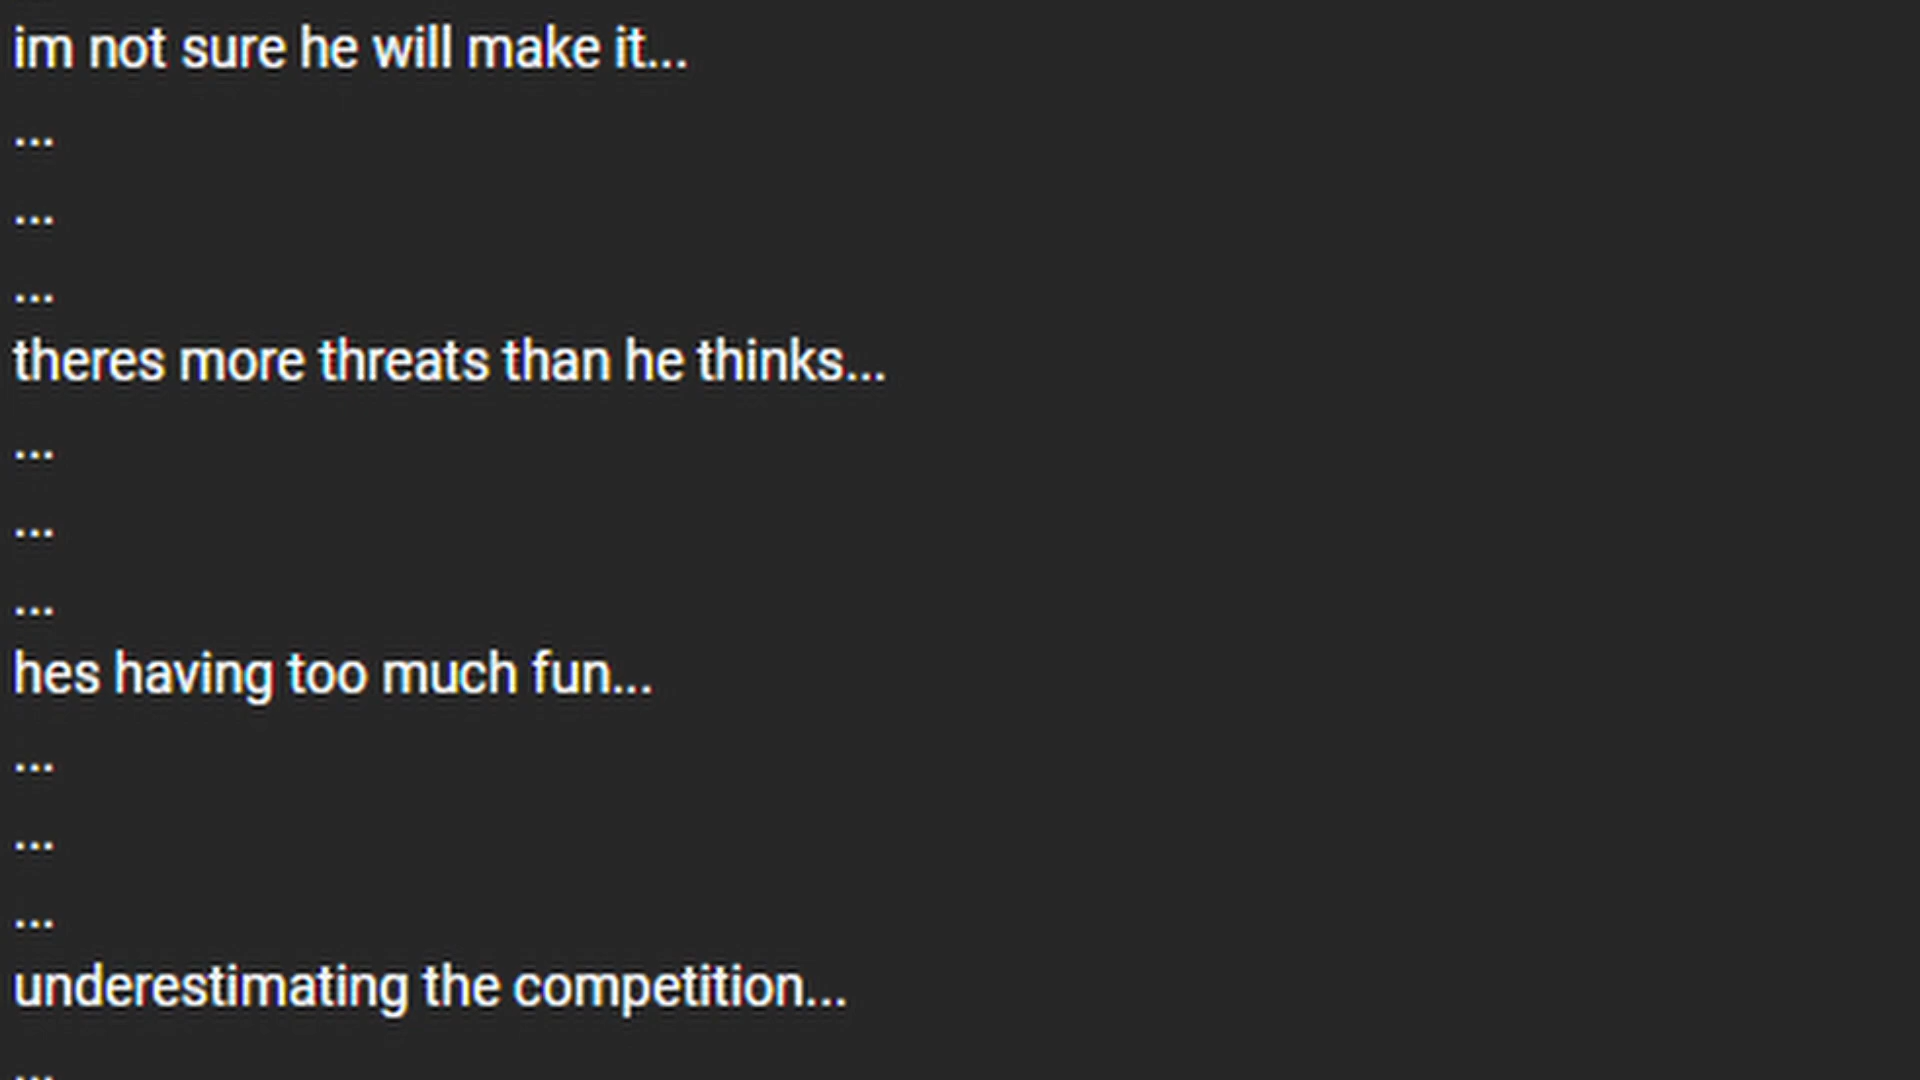 im not sure he will make it...
...
...
...
theres more threats than he thinks...
...
...
...
hes having too much fun...
...
...
...
underestimating the competition...
...